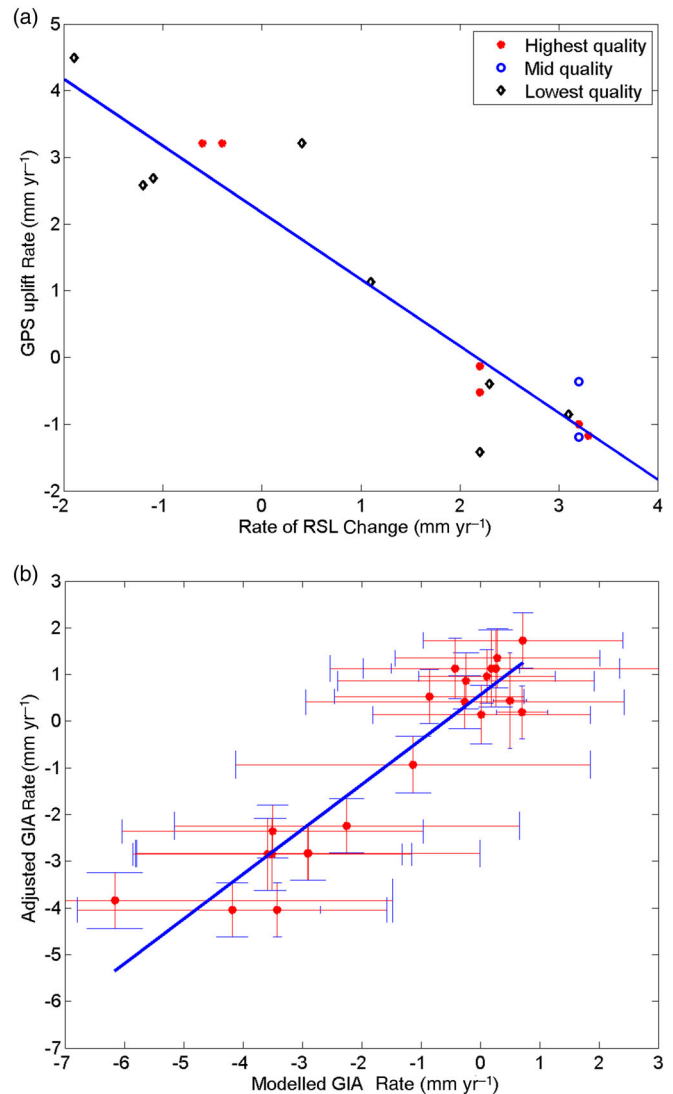 (a)
5
4
3
2
1
0
-1
-2
GPS uplift Rate (mm yr⁻¹)
Highest quality
Mid quality
Lowest quality
-2 -1 0 1 2 3 4
Rate of RSL Change (mm yr⁻¹)
(b)
3
2
1
0
-1
-2
-3
-4
-5
-6
-7
Adjusted GIA Rate (mm yr⁻¹)
-7 -6 -5 -4 -3 -2 -1 0 1 2 3
Modelled GIA Rate (mm yr⁻¹)